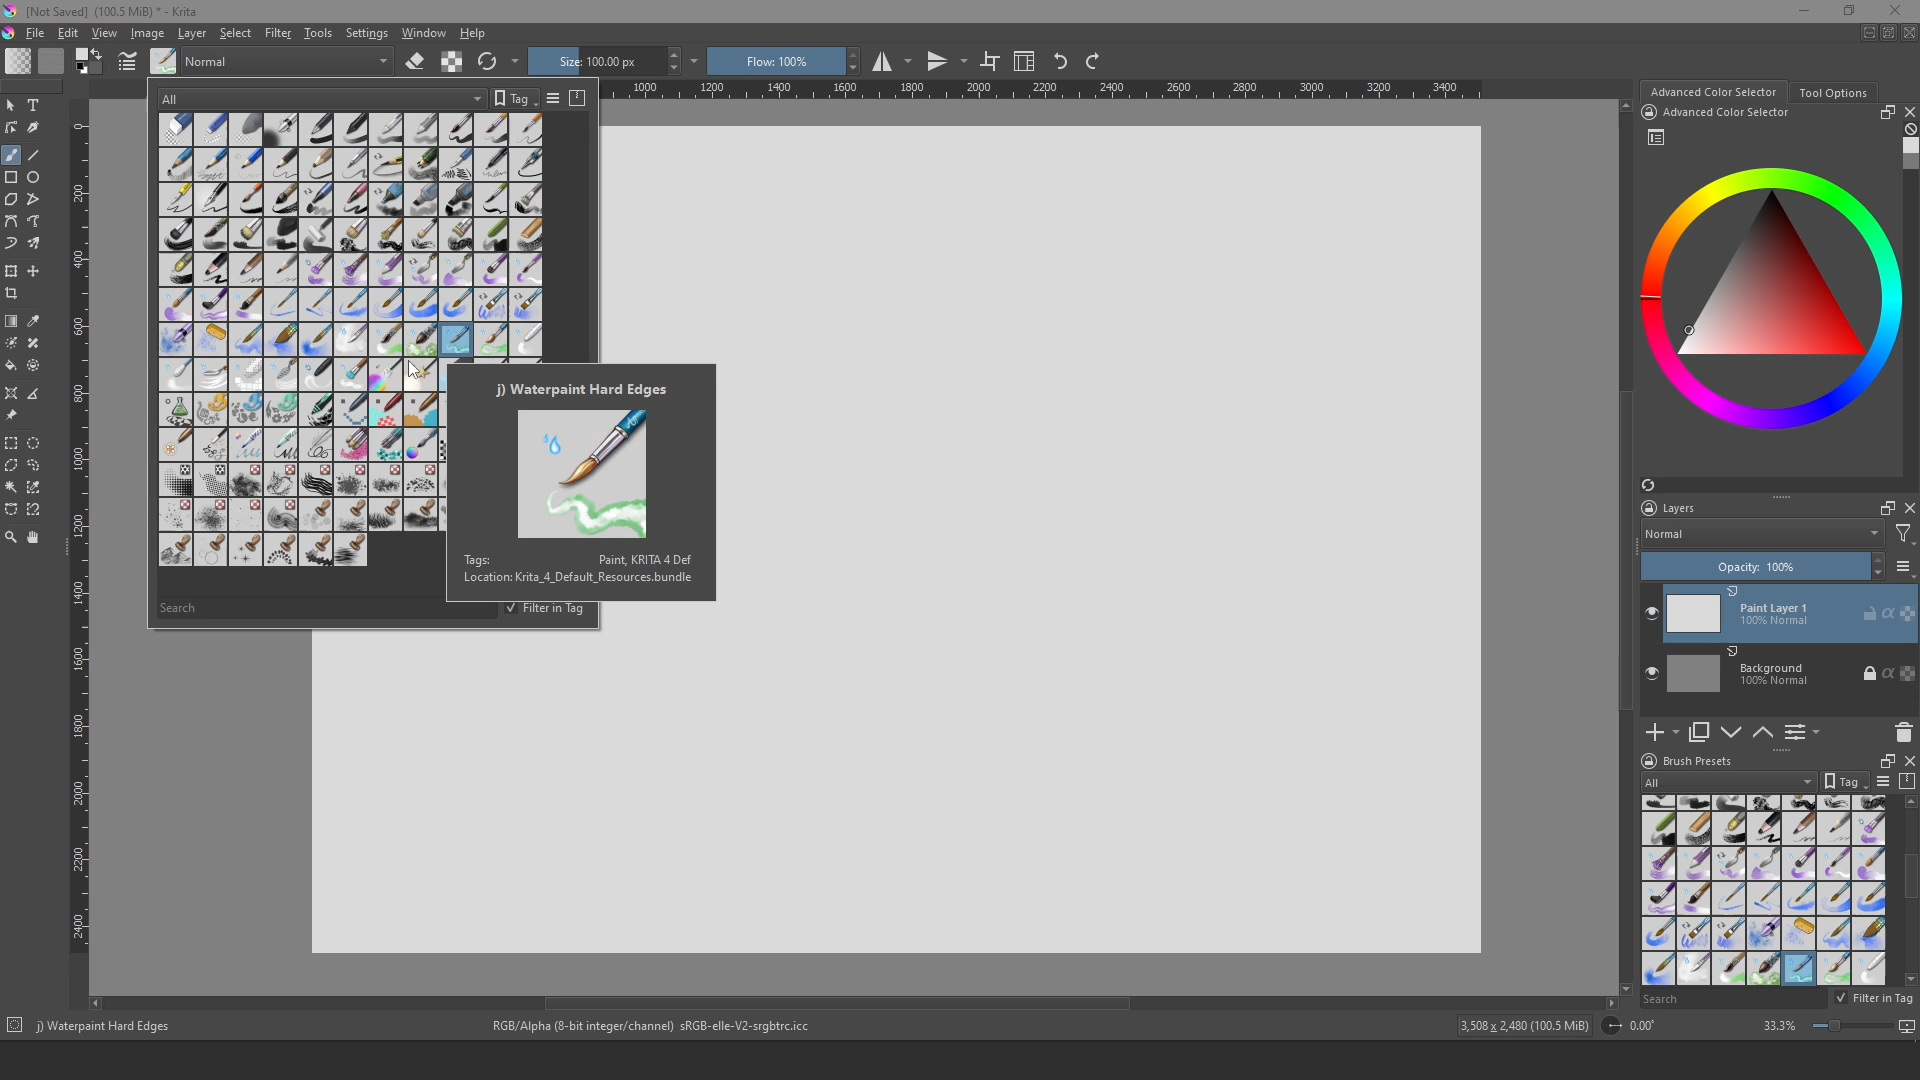 [Not Saved]  (100.5 MiB) * - Krita
File Edit View Image Layer Select Filter Tools Settings Window Help
Normal
Size: 100.00 px
Flow: 100%
All
Tag
1000 1200 1400 1600 1800 2000 2200 2400 2600 2800 3000 3200 3400
0
200
400
600
800
1000
1200
1400
1600
1800
2000
2200
2400
j) Waterpaint Hard Edges
Tags: Paint, KRITA 4 Def
Location: Krita_4_Default_Resources.bundle
Search
Filter in Tag
Advanced Color Selector
Tool Options
Advanced Color Selector
Layers
Normal
Opacity: 100%
Paint Layer 1
100% Normal
Background
100% Normal
Brush Presets
All
Tag
Search
Filter in Tag
j) Waterpaint Hard Edges
RGB/Alpha (8-bit integer/channel)  sRGB-elle-V2-srgbtrc.icc
3,508 x 2,480 (100.5 MiB)
0.00°
33.3%